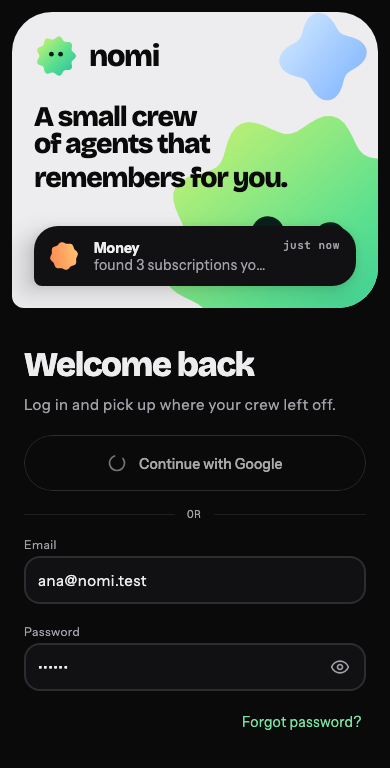 nomi
A small crew
of agents that
remembers for you.
Money
just now
found 3 subscriptions yo…
Welcome back
Log in and pick up where your crew left off.
Continue with Google
OR
Email
ana@nomi.test
Password
••••••
Forgot password?